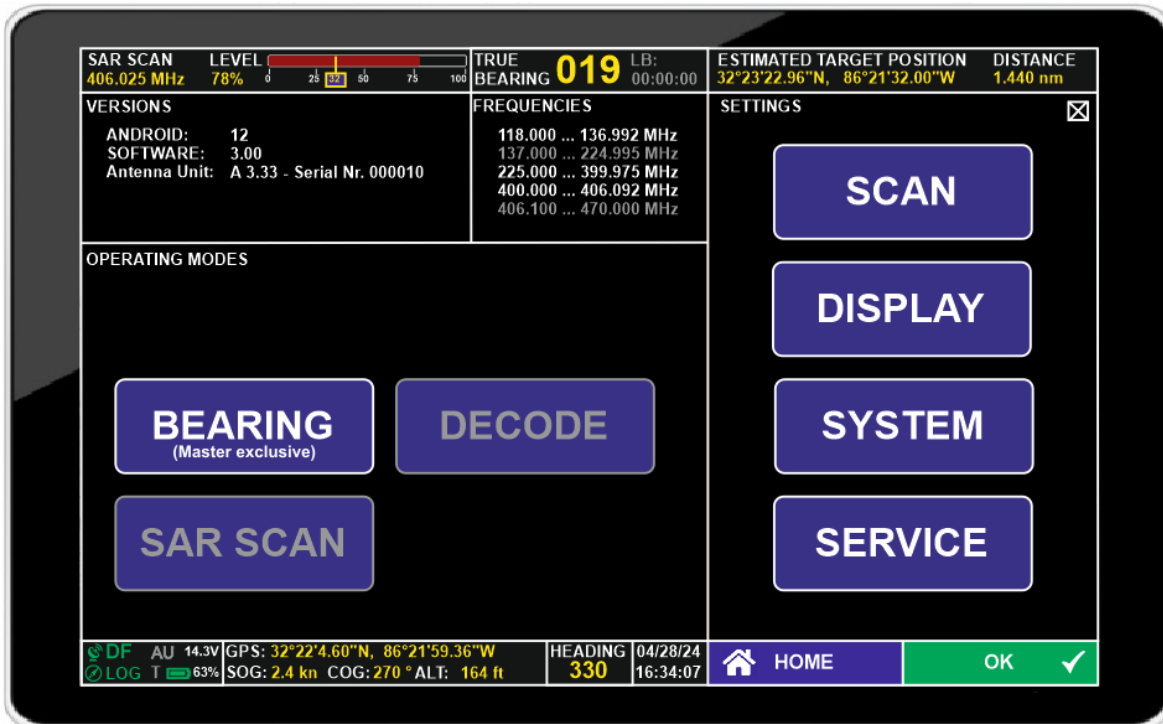 SAR SCAN LEVEL
406.025 MHz 78% 0 25 32 50 75 100
TRUE BEARING 019 LB: 00:00:00
ESTIMATED TARGET POSITION DISTANCE
32°23'22.96"N, 86°21'32.00"W 1.440 nm
VERSIONS
ANDROID: 12
SOFTWARE: 3.00
Antenna Unit: A 3.33 - Serial Nr. 000010
FREQUENCIES
118.000 ... 136.992 MHz
137.000 ... 224.995 MHz
225.000 ... 399.975 MHz
400.000 ... 406.092 MHz
406.100 ... 470.000 MHz
OPERATING MODES
BEARING
(Master exclusive)
DECODE
SAR SCAN
SETTINGS
SCAN
DISPLAY
SYSTEM
SERVICE
DF AU 14.3V GPS: 32°22'4.60"N, 86°21'59.36"W
LOG T 63% SOG: 2.4 kn COG: 270 ° ALT: 164 ft
HEADING
330
04/28/24
16:34:07
HOME
OK